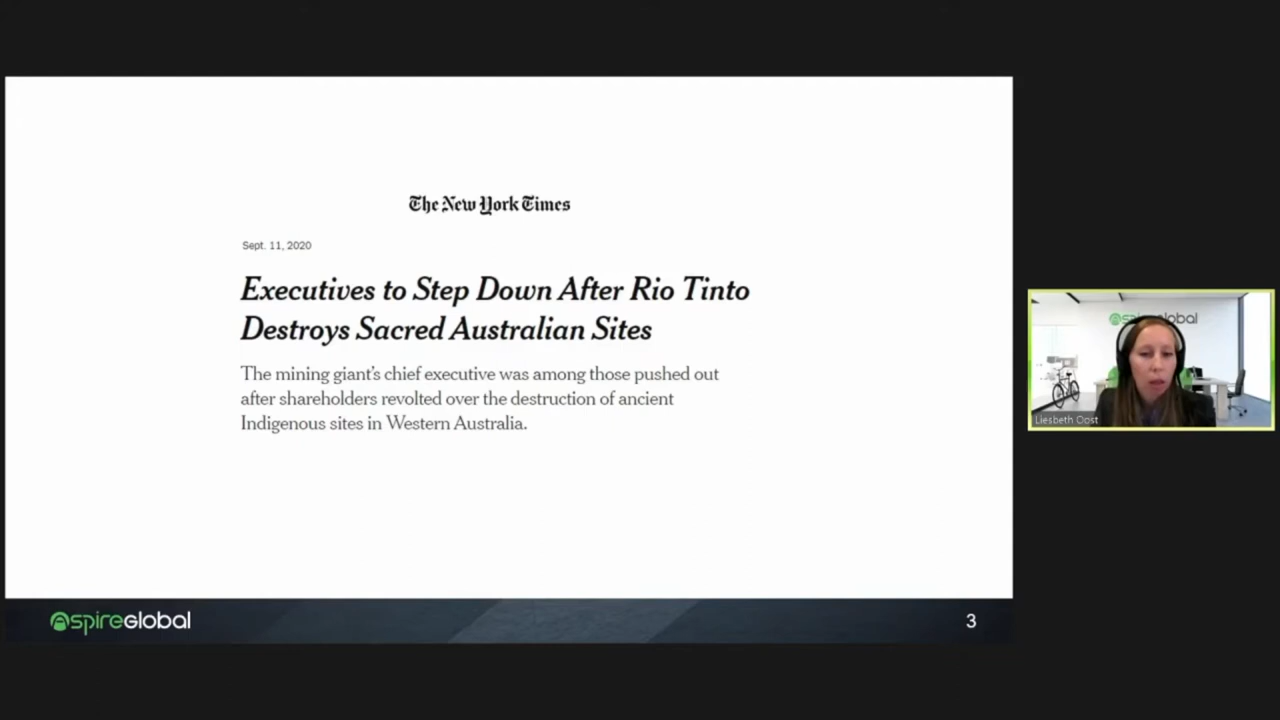 The New York Times
Sept. 11, 2020
Executives to Step Down After Rio Tinto
Destroys Sacred Australian Sites
The mining giant's chief executive was among those pushed out
after shareholders revolted over the destruction of ancient
Indigenous sites in Western Australia.
aspireglobal
Liesbeth Oost
aspireGlobal
3